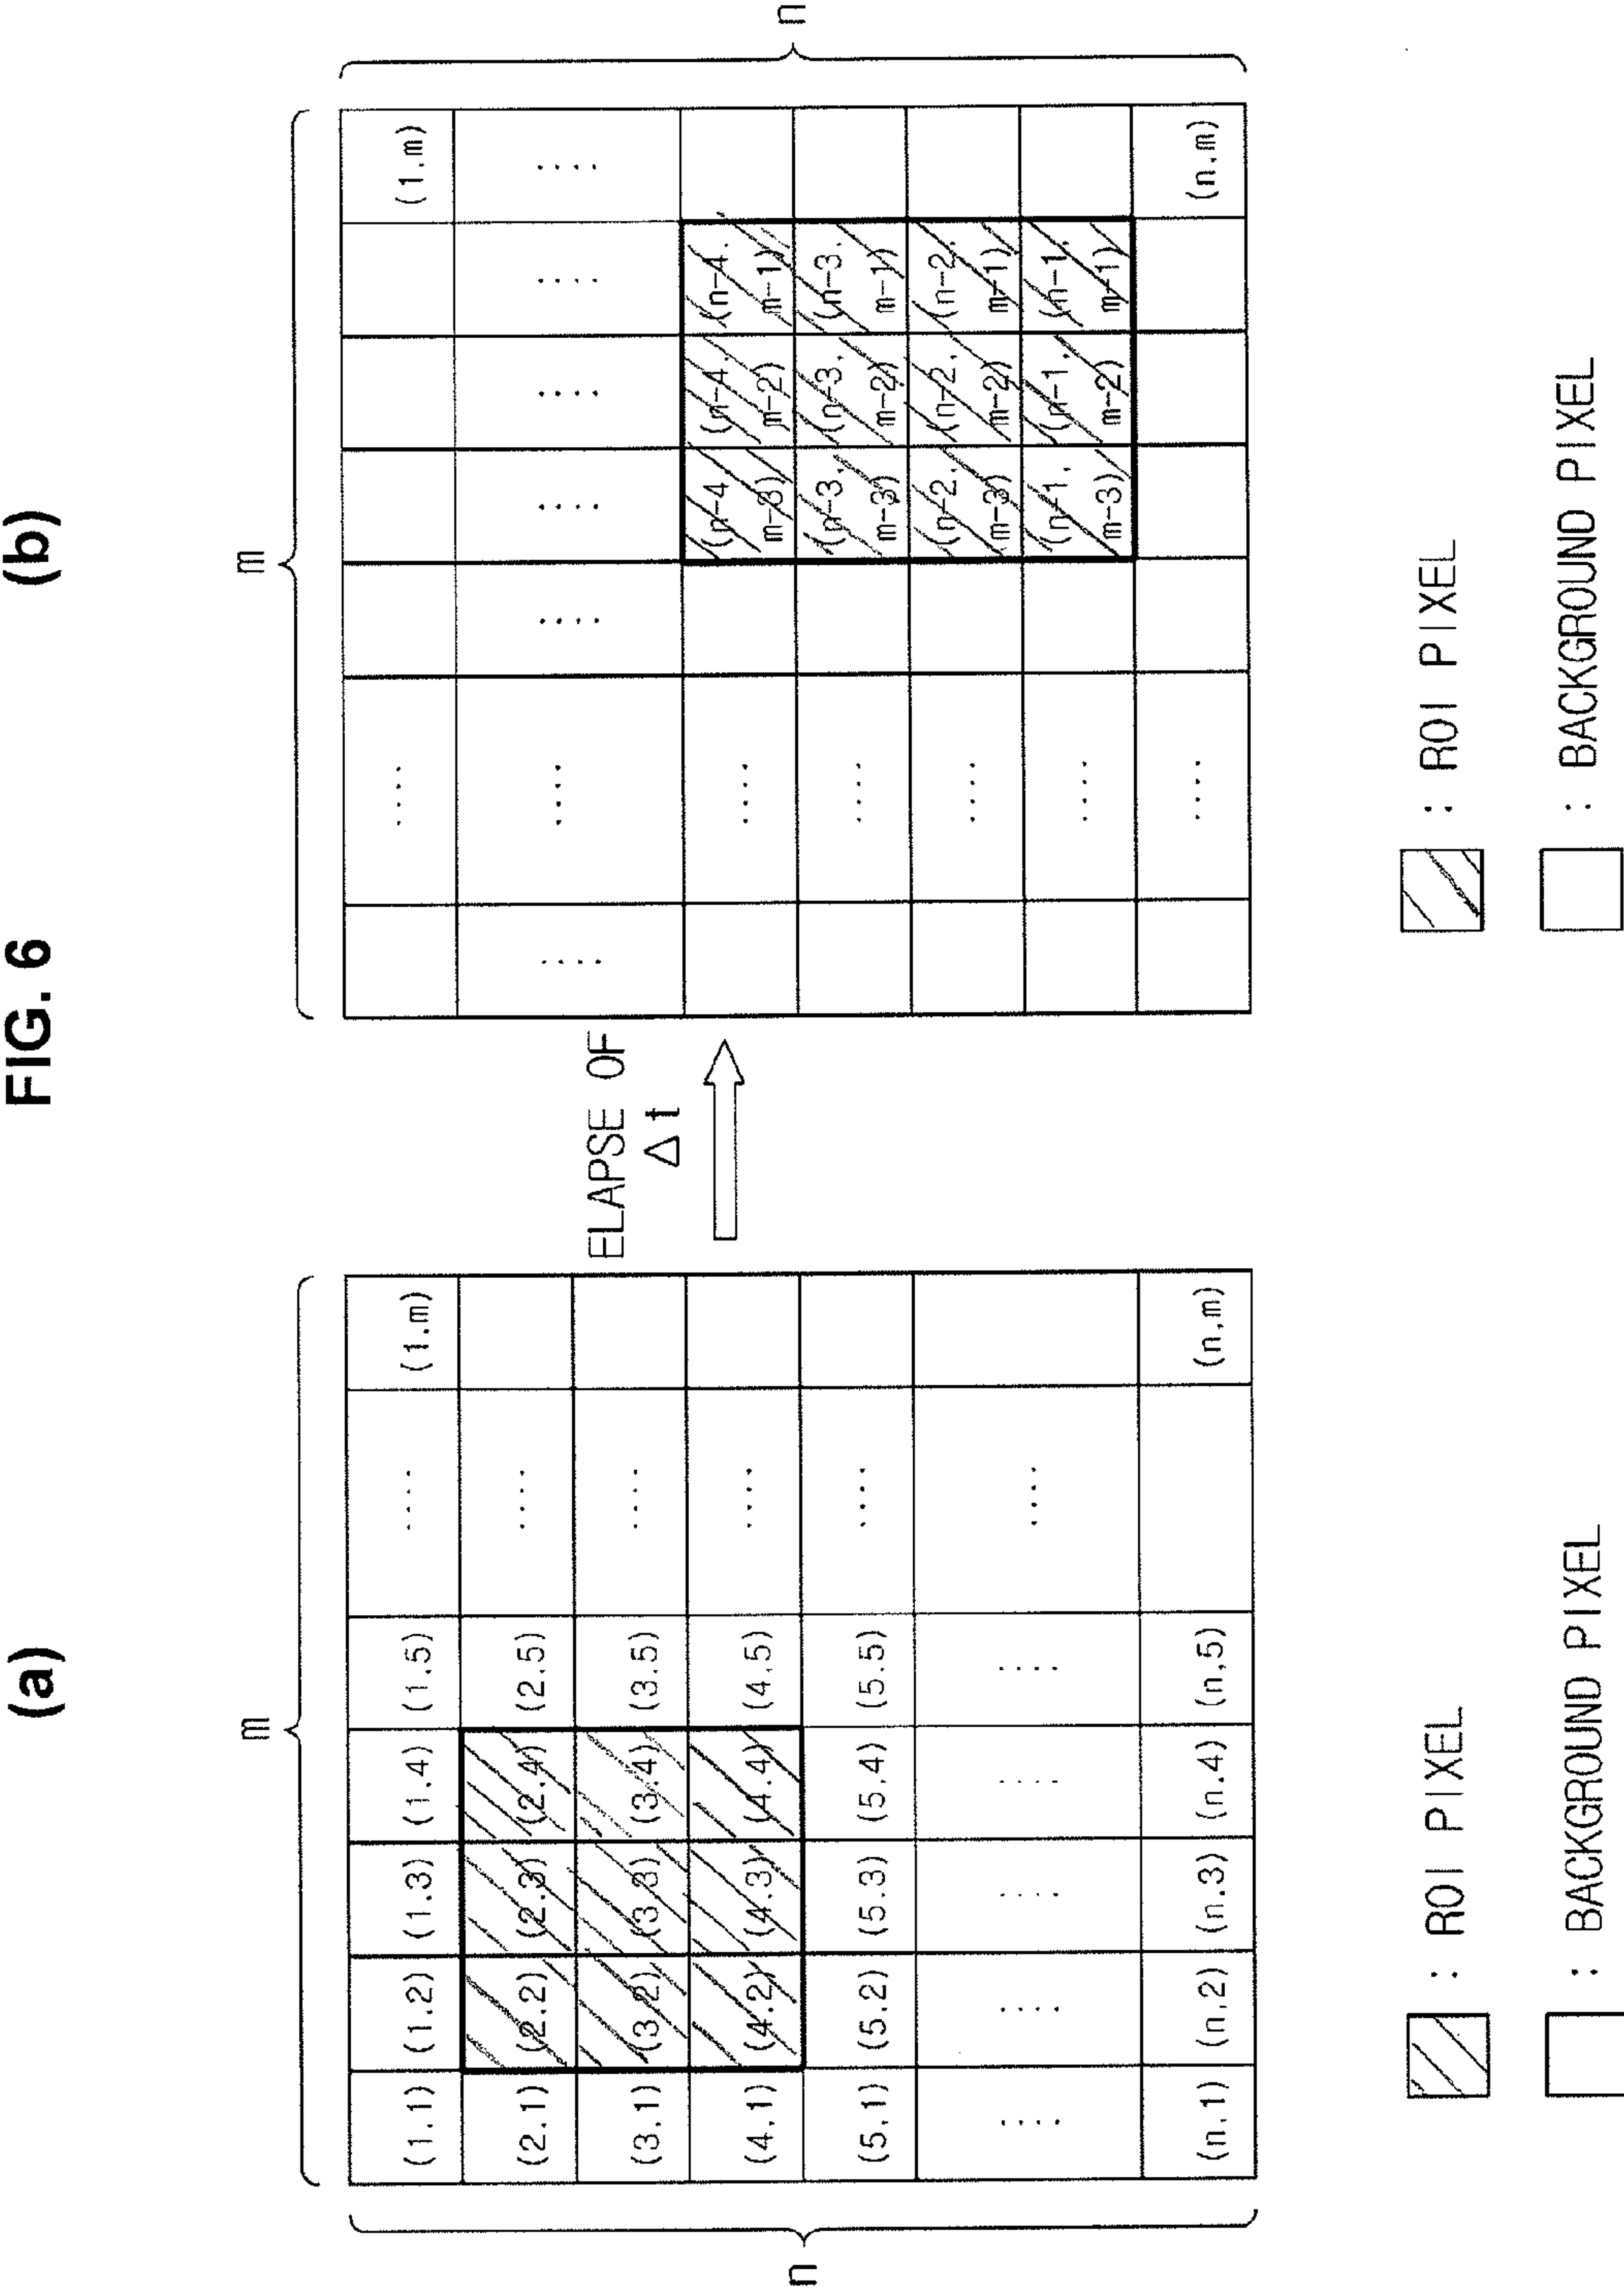 FIG. 6
(a)
m
n
(1.1) (1.2) (1.3) (1.4) (1.5) .... (1.m)
(2.1) (2.2) (2.3) (2.4) (2.5) ....
(3.1) (3.2) (3.3) (3.4) (3.5) ....
(4.1) (4.2) (4.3) (4.4) (4,5) ....
(5.1) (5.2) (5.3) (5.4) (5.5) ....
.... .... .... .... .... ....
(n.1) (n.2) (n.3) (n.4) (n,5) (n,m)
: ROI PIXEL
: BACKGROUND PIXEL
ELAPSE OF
Δt
(b)
m
n
.... (1.m)
.... .... .... .... .... .... ....
.... (n-4, m-3) (n-4, m-2) (n-4, m-1)
.... (n-3, m-3) (n-3, m-2) (n-3, m-1)
.... (n-2, m-3) (n-2, m-2) (n-2, m-1)
.... (n-1, m-3) (n-1, m-2) (n-1, m-1)
.... (n,m)
: ROI PIXEL
: BACKGROUND PIXEL